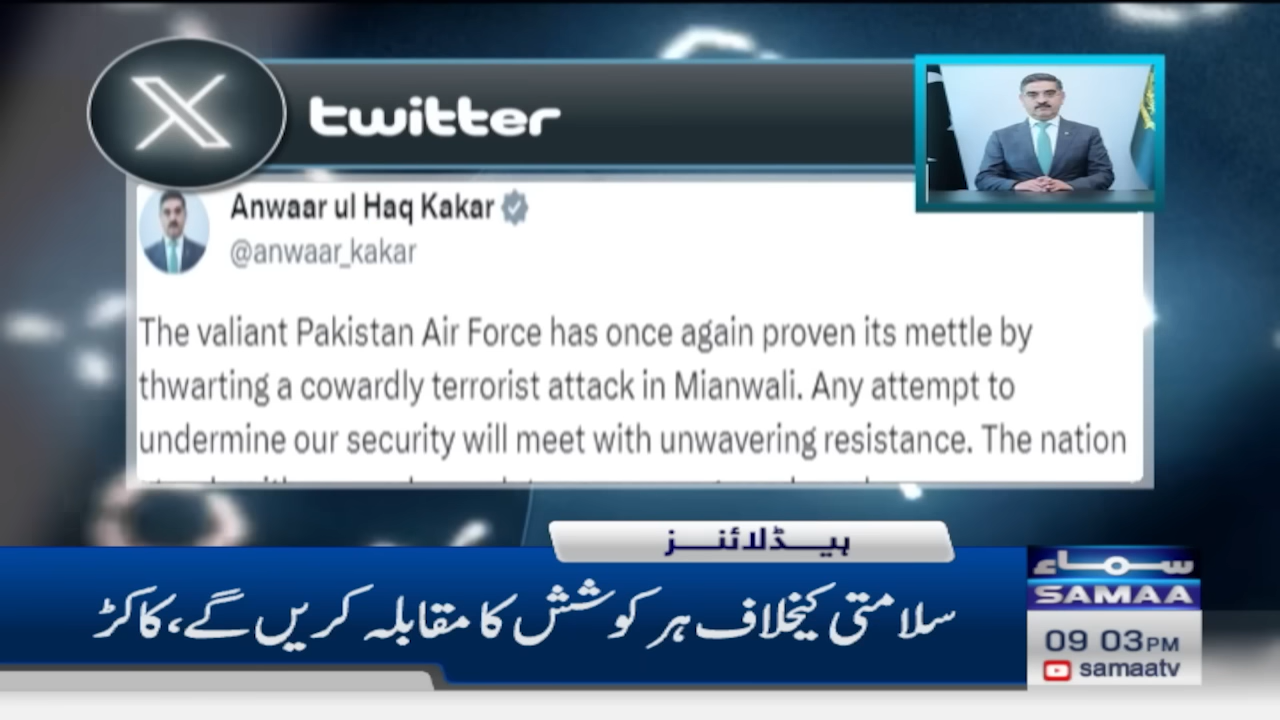 twitter
Anwaar ul Haq Kakar
@anwaar_kakar
The valiant Pakistan Air Force has once again proven its mettle by
thwarting a cowardly terrorist attack in Mianwali. Any attempt to
undermine our security will meet with unwavering resistance. The nation
ہیڈلائنز
سلامتی کیخلاف ہر کوشش کا مقابلہ کریں گے، کاکڑ
سماء
SAMAA
09 03PM
samaatv